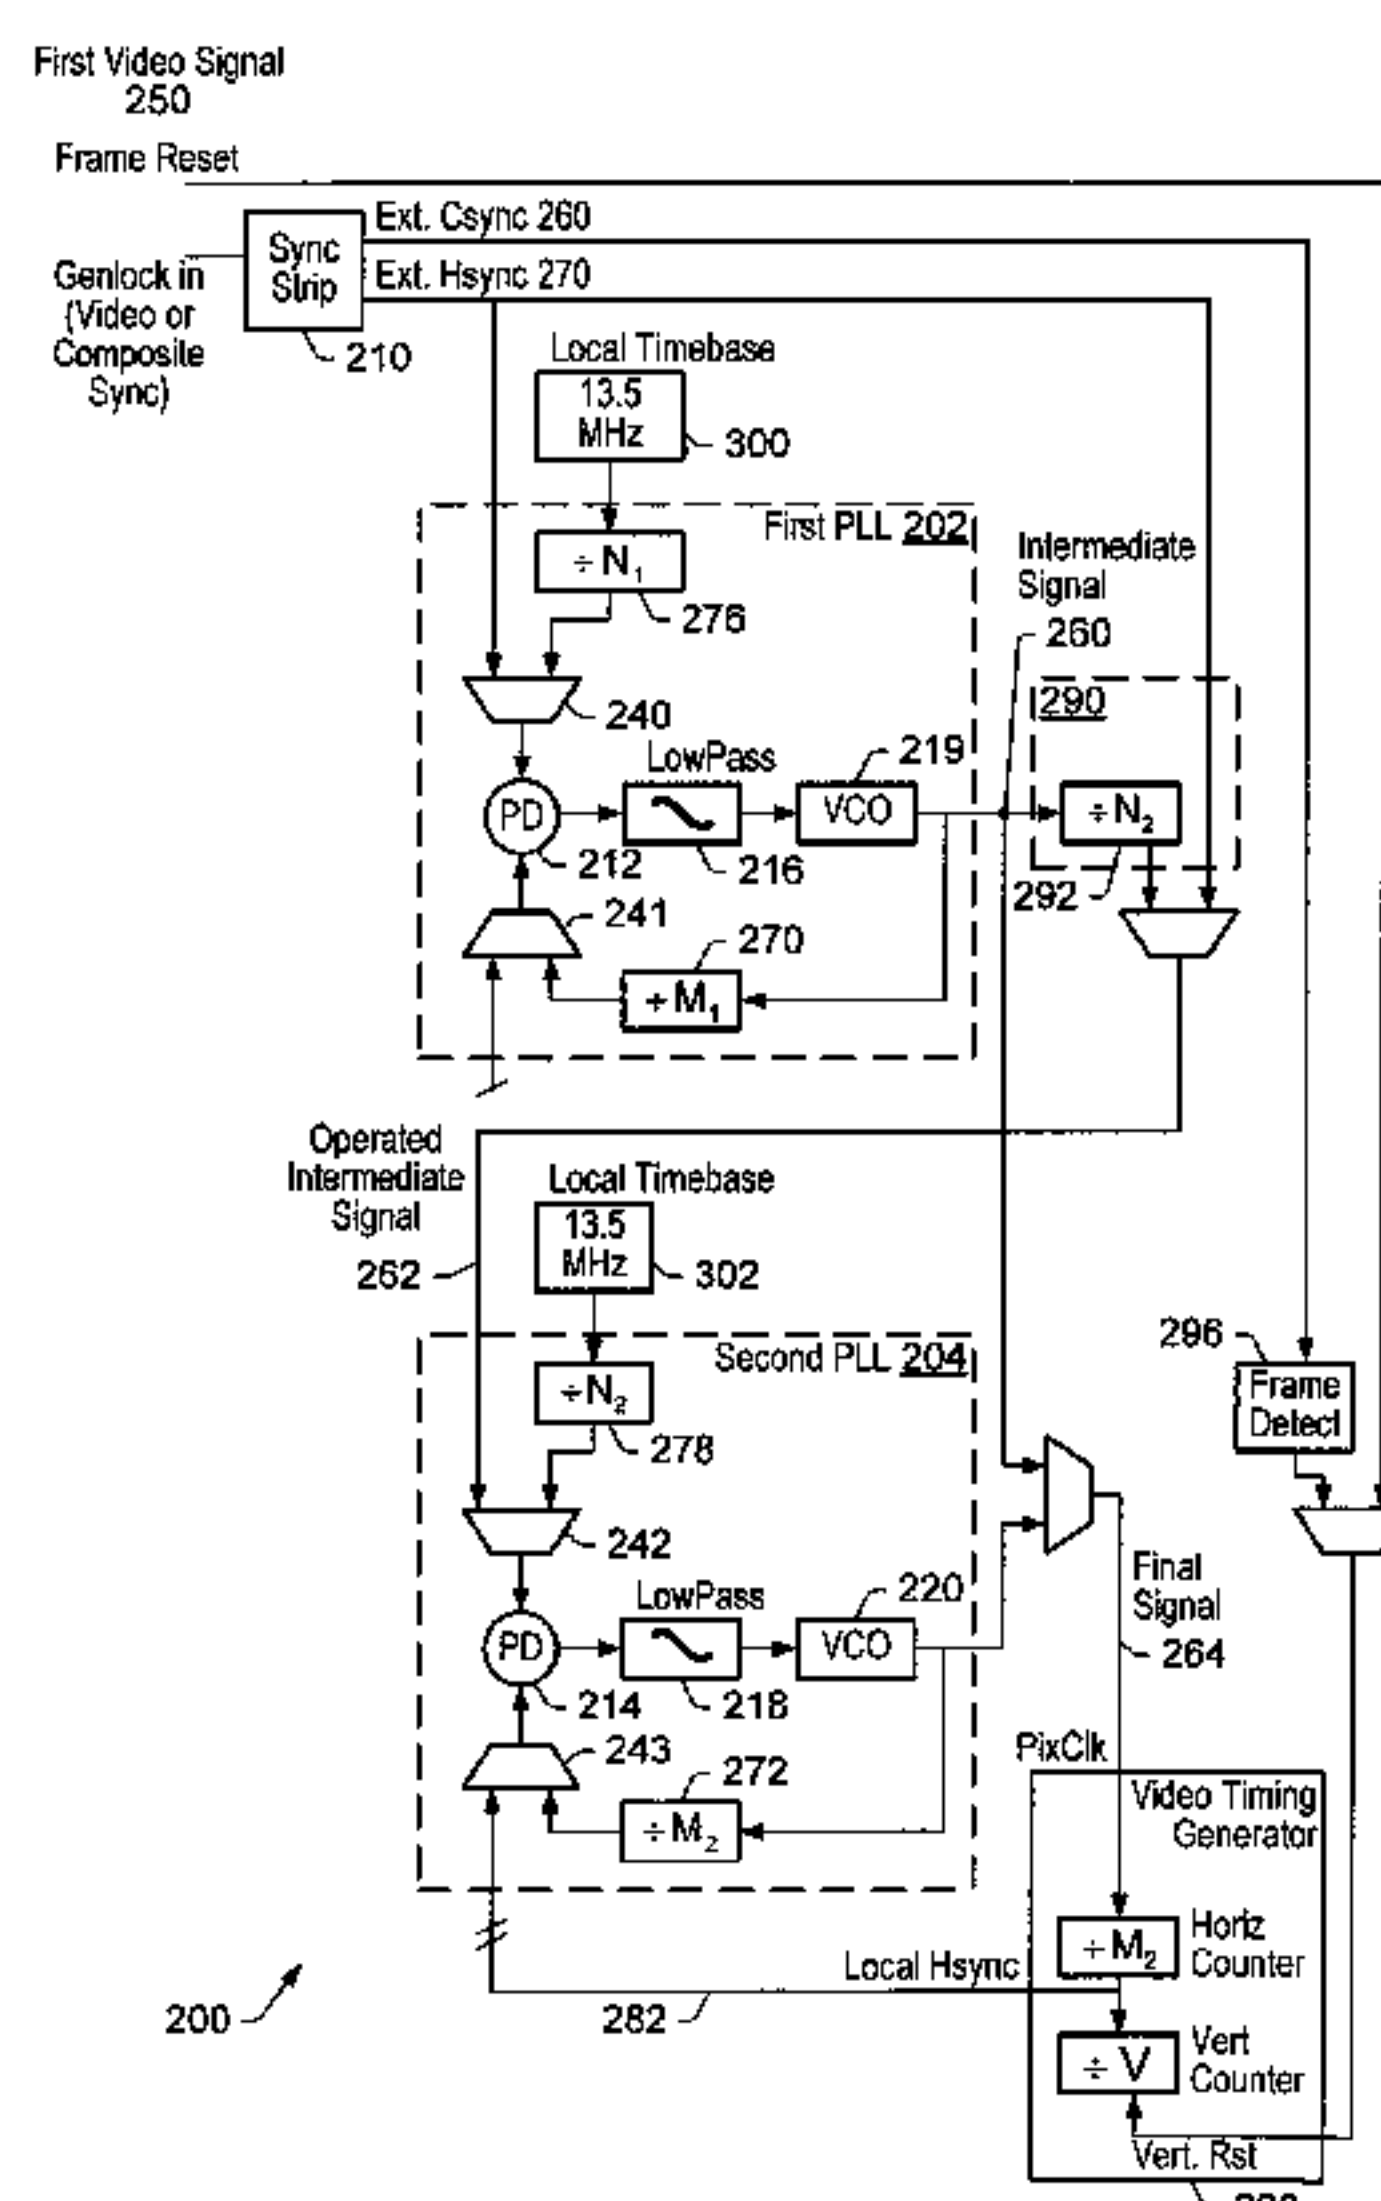 First Video Signal
250
Frame Reset
Ext. Csync 260
Sync
Strip
Ext. Hsync 270
Genlock in
(Video or
Composite
Sync)
210
Local Timebase
13.5
MHz
300
First PLL 202
÷ N1
276
Intermediate
Signal
260
240
290
LowPass
219
PD
VCO
÷ N2
212
216
292
241
270
÷ M1
Operated
Intermediate
Signal
262
Local Timebase
13.5
MHz
302
Second PLL 204
÷ N2
278
296
Frame
Detect
242
LowPass
220
PD
VCO
214
218
Final
Signal
264
243
272
÷ M2
PixClk
Video Timing
Generator
÷ M2
Horiz
Counter
Local Hsync
282
200
÷ V
Vert
Counter
Vert. Rst